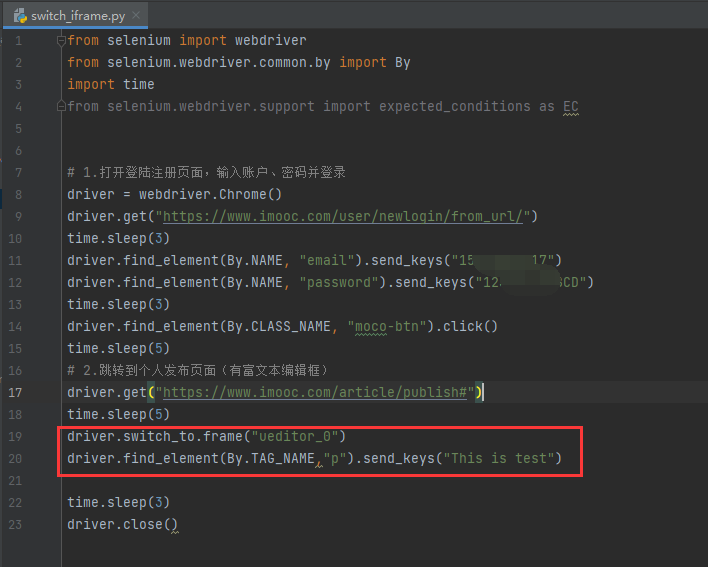 switch_iframe.py
1 from selenium import webdriver
2 from selenium.webdriver.common.by import By
3 import time
4 from selenium.webdriver.support import expected_conditions as EC
5
6
7 # 1.打开登陆注册页面，输入账户、密码并登录
8 driver = webdriver.Chrome()
9 driver.get("https://www.imooc.com/user/newlogin/from_url/")
10 time.sleep(3)
11 driver.find_element(By.NAME, "email").send_keys("15 17")
12 driver.find_element(By.NAME, "password").send_keys("12 CD")
13 time.sleep(3)
14 driver.find_element(By.CLASS_NAME, "moco-btn").click()
15 time.sleep(5)
16 # 2.跳转到个人发布页面（有富文本编辑框）
17 driver.get("https://www.imooc.com/article/publish#")
18 time.sleep(5)
19 driver.switch_to.frame("ueditor_0")
20 driver.find_element(By.TAG_NAME,"p").send_keys("This is test")
21
22 time.sleep(3)
23 driver.close()